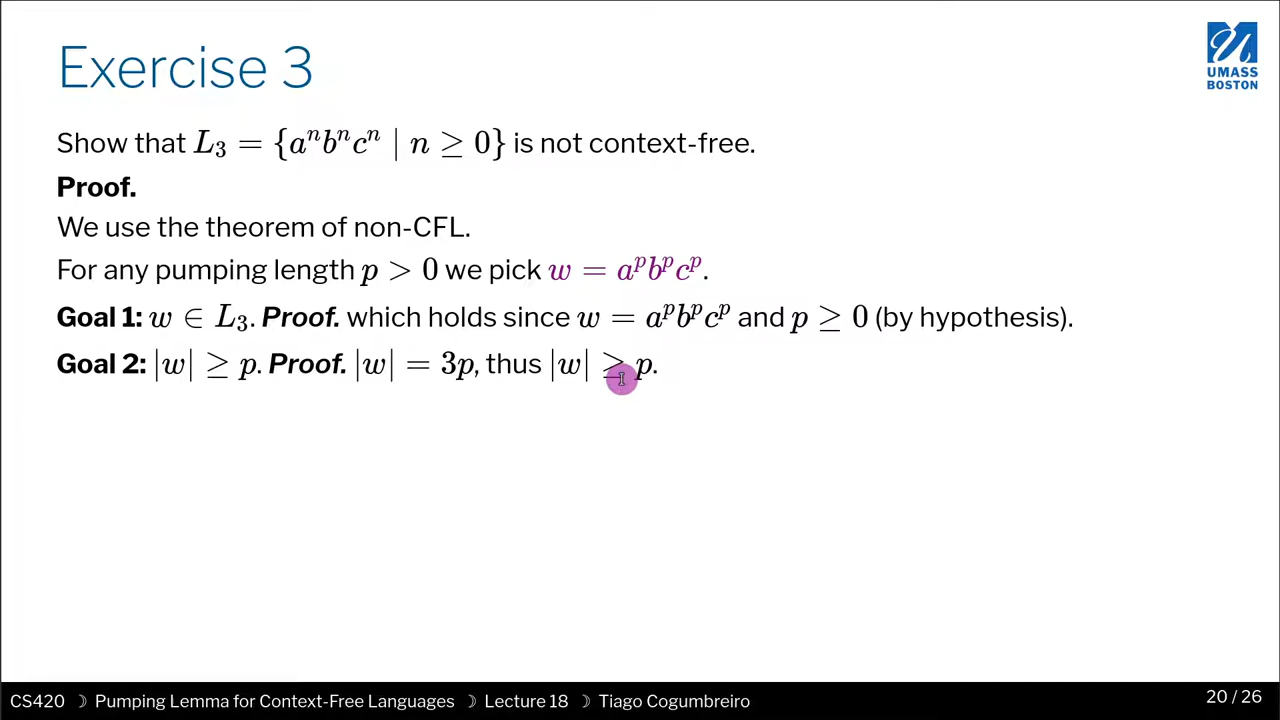 Exercise 3
UMASS
BOSTON
Show that L₃ = {aⁿbⁿcⁿ | n ≥ 0} is not context-free.
Proof.
We use the theorem of non-CFL.
For any pumping length p > 0 we pick w = aᵖbᵖcᵖ.
Goal 1: w ∈ L₃. Proof. which holds since w = aᵖbᵖcᵖ and p ≥ 0 (by hypothesis).
Goal 2: |w| ≥ p. Proof. |w| = 3p, thus |w| ≥ p.
CS420 ☽ Pumping Lemma for Context-Free Languages ☽ Lecture 18 ☽ Tiago Cogumbreiro
20 / 26